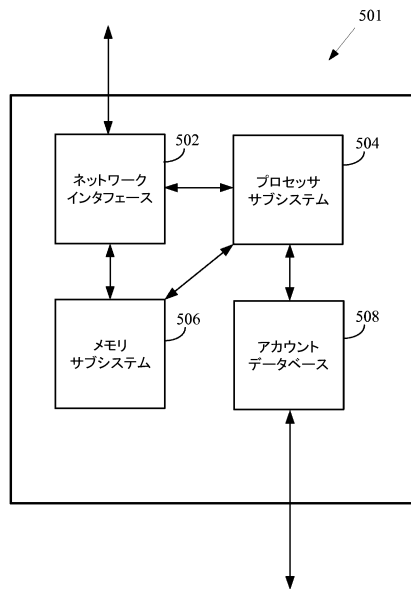 501
502
ネットワーク
インタフェース
504
プロセッサ
サブシステム
506
メモリ
サブシステム
508
アカウント
データベース